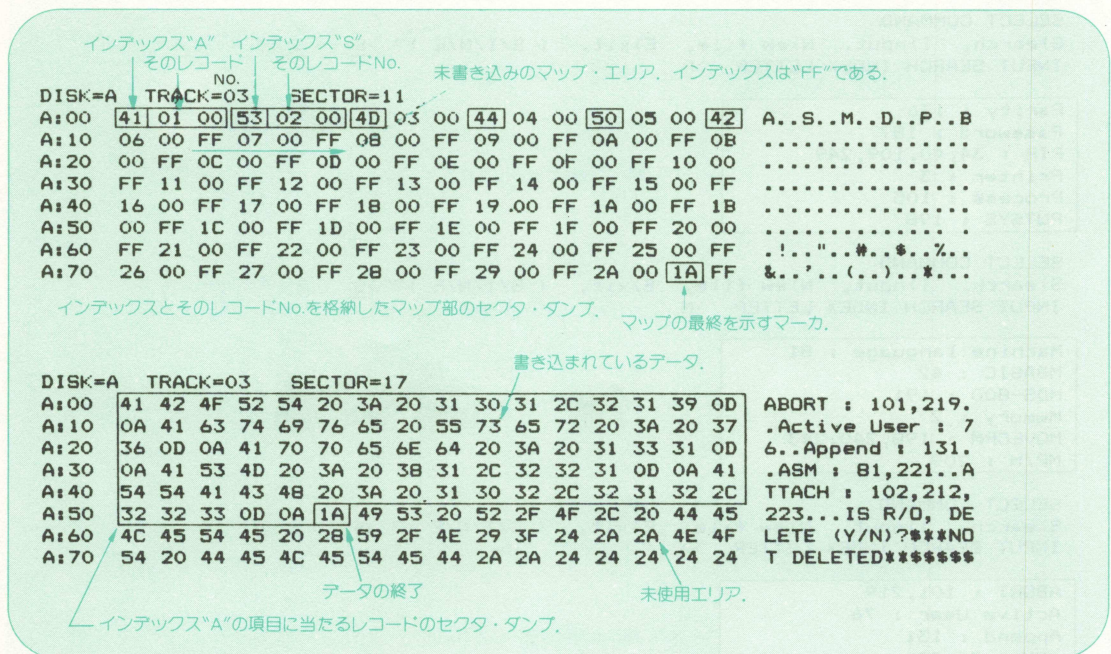 インデックス“A” インデックス“S”
そのレコード そのレコードNo.
No.
未書き込みのマップ・エリア．インデックスは“FF”である．
DISK=A TRACK=03 SECTOR=11
A:00 41 01 00 53 02 00 4D 03 00 44 04 00 50 05 00 42 A..S..M..D..P..B
A:10 06 00 FF 07 00 FF 08 00 FF 09 00 FF 0A 00 FF 0B ................
A:20 00 FF 0C 00 FF 0D 00 FF 0E 00 FF 0F 00 FF 10 00 ................
A:30 FF 11 00 FF 12 00 FF 13 00 FF 14 00 FF 15 00 FF ................
A:40 16 00 FF 17 00 FF 18 00 FF 19 .00 FF 1A 00 FF 1B ................
A:50 00 FF 1C 00 FF 1D 00 FF 1E 00 FF 1F 00 FF 20 00 ................
A:60 FF 21 00 FF 22 00 FF 23 00 FF 24 00 FF 25 00 FF .!.."..#..$..%..
A:70 26 00 FF 27 00 FF 28 00 FF 29 00 FF 2A 00 1A FF &..'..(..)..*...
インデックスとそのレコードNo.を格納したマップ部のセクタ・ダンプ．
マップの最終を示すマーカ．
書き込まれているデータ．
DISK=A TRACK=03 SECTOR=17
A:00 41 42 4F 52 54 20 3A 20 31 30 31 2C 32 31 39 0D ABORT : 101,219.
A:10 0A 41 63 74 69 76 65 20 55 73 65 72 20 3A 20 37 .Active User : 7
A:20 36 0D 0A 41 70 70 65 6E 64 20 3A 20 31 33 31 0D 6..Append : 131.
A:30 0A 41 53 4D 20 3A 20 38 31 2C 32 32 31 0D 0A 41 .ASM : 81,221..A
A:40 54 54 41 43 48 20 3A 20 31 30 32 2C 32 31 32 2C TTACH : 102,212,
A:50 32 32 33 0D 0A 1A 49 53 20 52 2F 4F 2C 20 44 45 223...IS R/O, DE
A:60 4C 45 54 45 20 28 59 2F 4E 29 3F 24 2A 2A 4E 4F LETE (Y/N)?$**NO
A:70 54 20 44 45 4C 45 54 45 44 2A 2A 24 24 24 24 24 T DELETED**$$$$$
データの終了
未使用エリア．
インデックス“A”の項目に当たるレコードのセクタ・ダンプ．